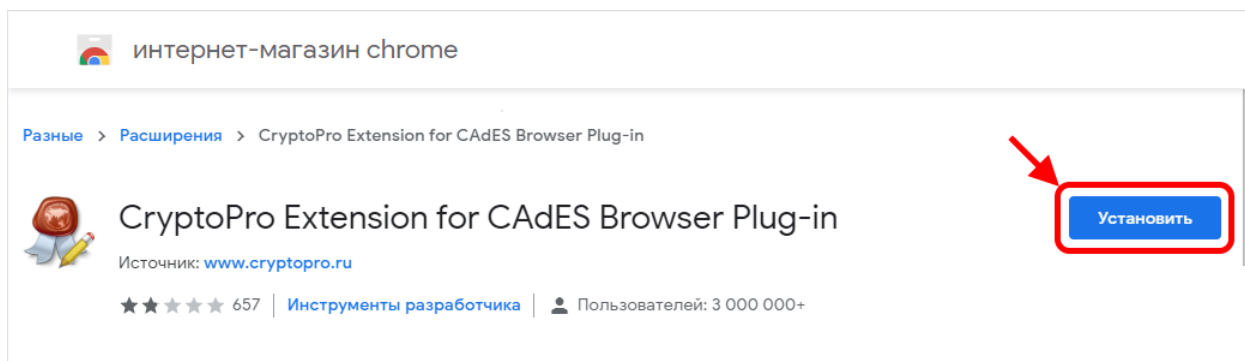 интернет-магазин chrome
Разные > Расширения > CryptoPro Extension for CAdES Browser Plug-in
CryptoPro Extension for CAdES Browser Plug-in
Установить
Источник: www.cryptopro.ru
657 | Инструменты разработчика | Пользователей: 3 000 000+